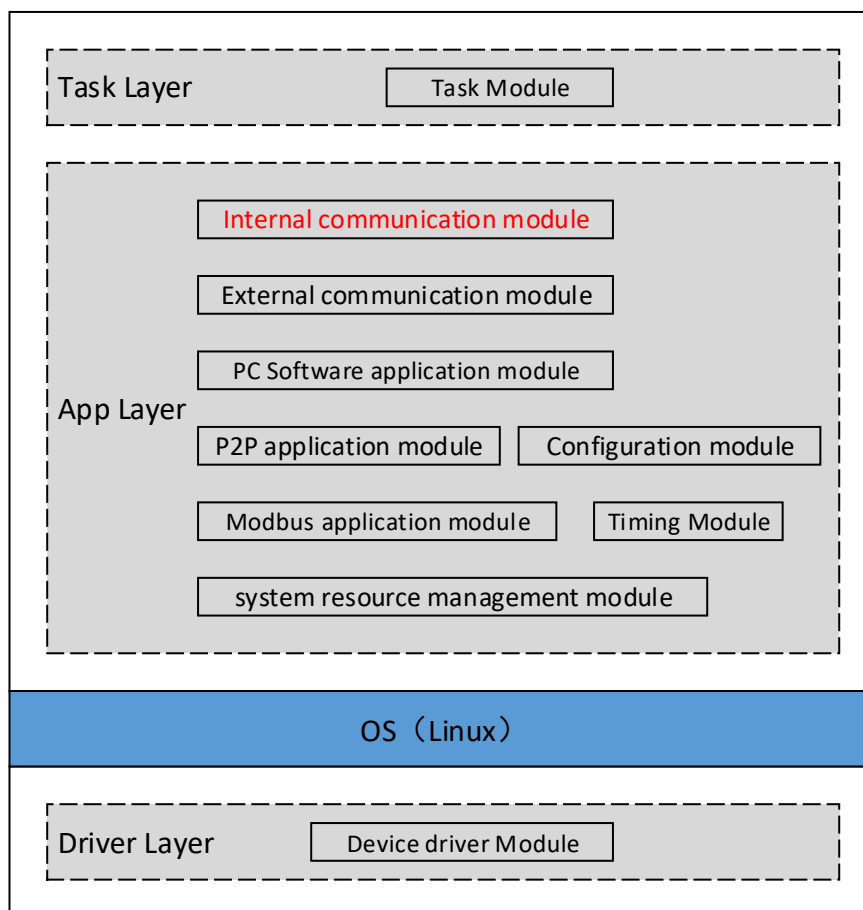 Task Layer
Task Module
Internal communication module
External communication module
PC Software application module
App Layer
P2P application module
Configuration module
Modbus application module
Timing Module
system resource management module
OS（Linux）
Driver Layer
Device driver Module